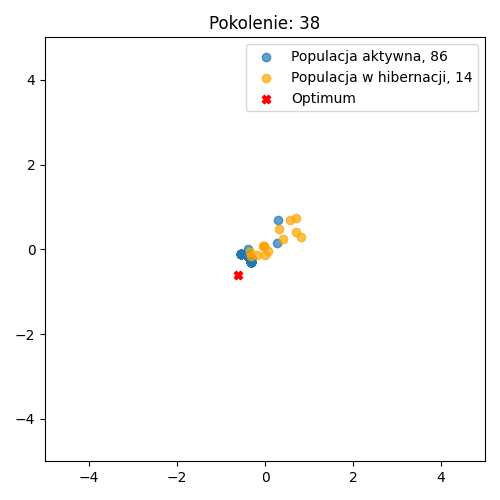 Pokolenie: 38
Populacja aktywna, 86
Populacja w hibernacji, 14
Optimum
4
2
0
−2
−4
−4
−2
0
2
4